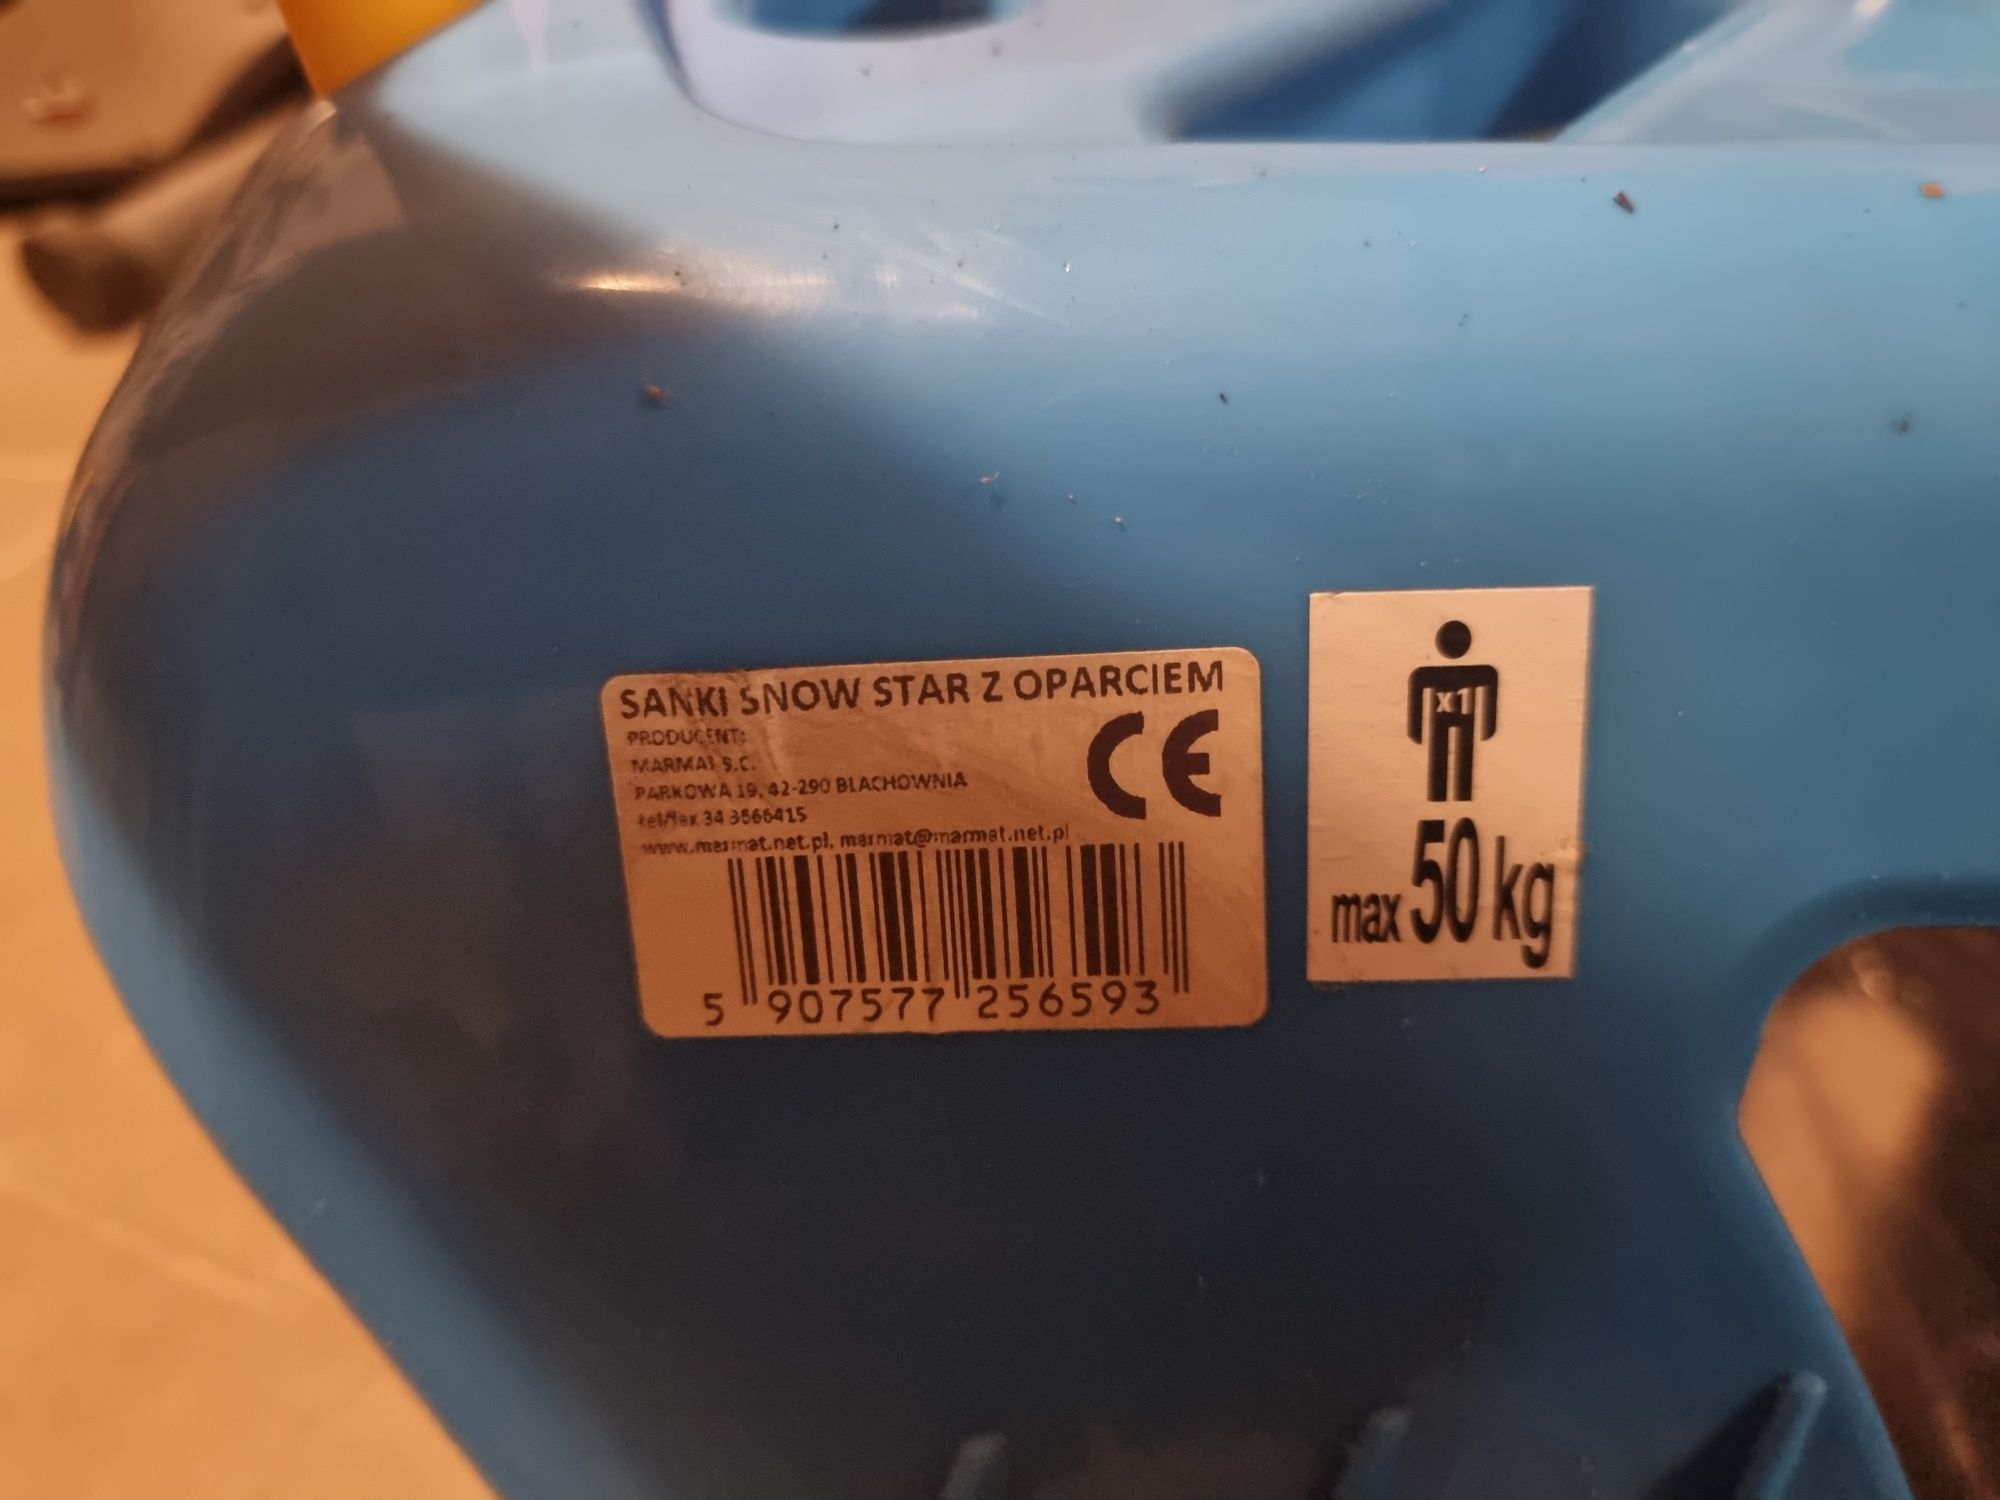 SANKI SNOW STAR Z OPARCIEM
PRODUCENT:
MARMAT S.C.
PARKOWA 19, 42-290 BLACHOWNIA
tel/fax 34 3566415
www.marmat.net.pl, marmat@marmat.net.pl
CE
5 907577 256593
x1
max 50 kg